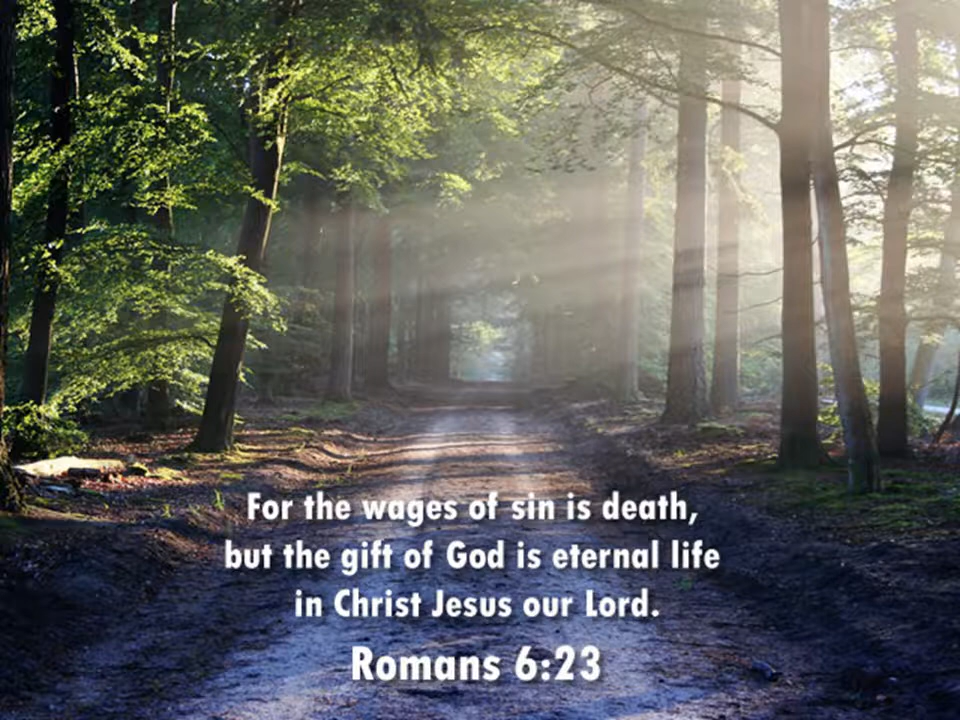 For the wages of sin is death,
but the gift of God is eternal life
in Christ Jesus our Lord.
Romans 6:23